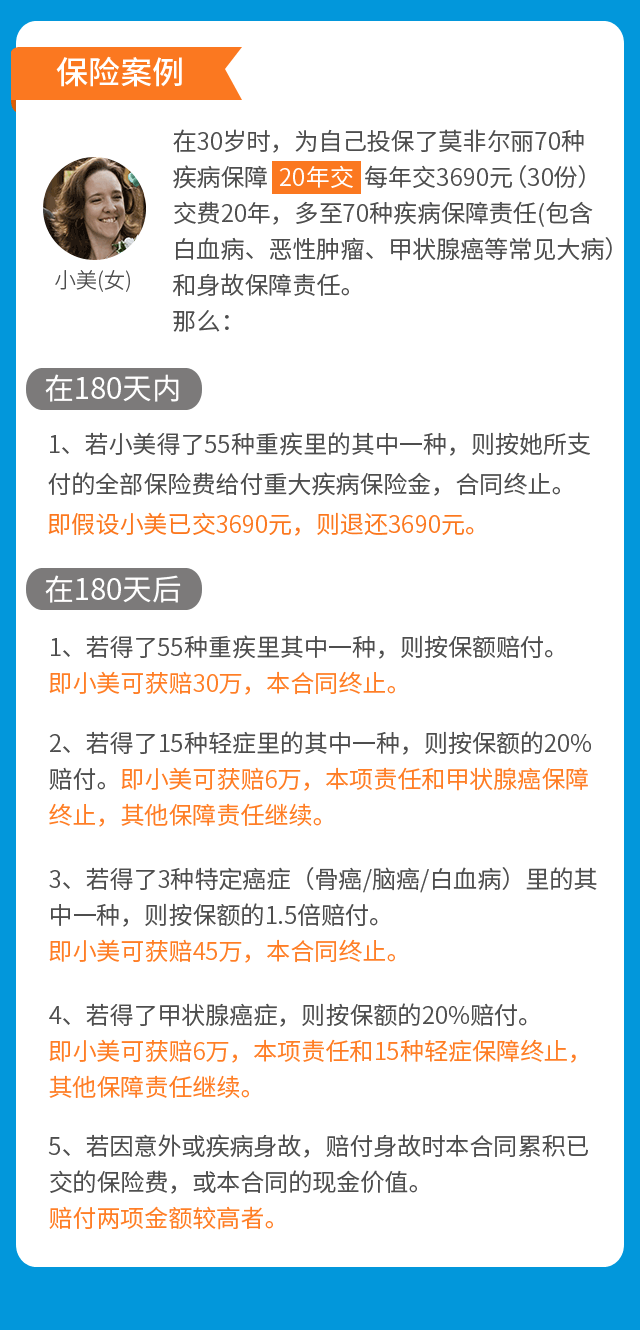 保险案例
在30岁时，为自己投保了莫非尔丽70种
疾病保障 20年交 每年交3690元（30份）
交费20年，多至70种疾病保障责任(包含
白血病、恶性肿瘤、甲状腺癌等常见大病）
和身故保障责任。
那么：
小美(女)
在180天内
1、若小美得了55种重疾里的其中一种，则按她所支
付的全部保险费给付重大疾病保险金，合同终止。
即假设小美已交3690元，则退还3690元。
在180天后
1、若得了55种重疾里其中一种，则按保额赔付。
即小美可获赔30万，本合同终止。
2、若得了15种轻症里的其中一种，则按保额的20%
赔付。即小美可获赔6万，本项责任和甲状腺癌保障
终止，其他保障责任继续。
3、若得了3种特定癌症（骨癌/脑癌/白血病）里的其
中一种，则按保额的1.5倍赔付。
即小美可获赔45万，本合同终止。
4、若得了甲状腺癌症，则按保额的20%赔付。
即小美可获赔6万，本项责任和15种轻症保障终止，
其他保障责任继续。
5、若因意外或疾病身故，赔付身故时本合同累积已
交的保险费，或本合同的现金价值。
赔付两项金额较高者。